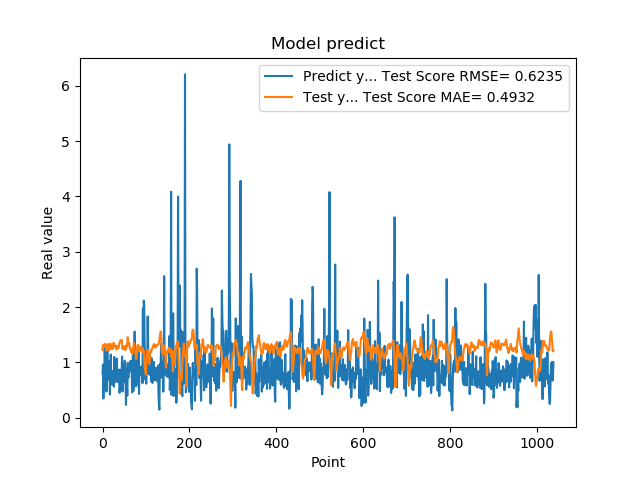 Model predict
Predict y... Test Score RMSE= 0.6235
Test y... Test Score MAE= 0.4932
Real value
6
5
4
3
2
1
0
0 200 400 600 800 1000
Point